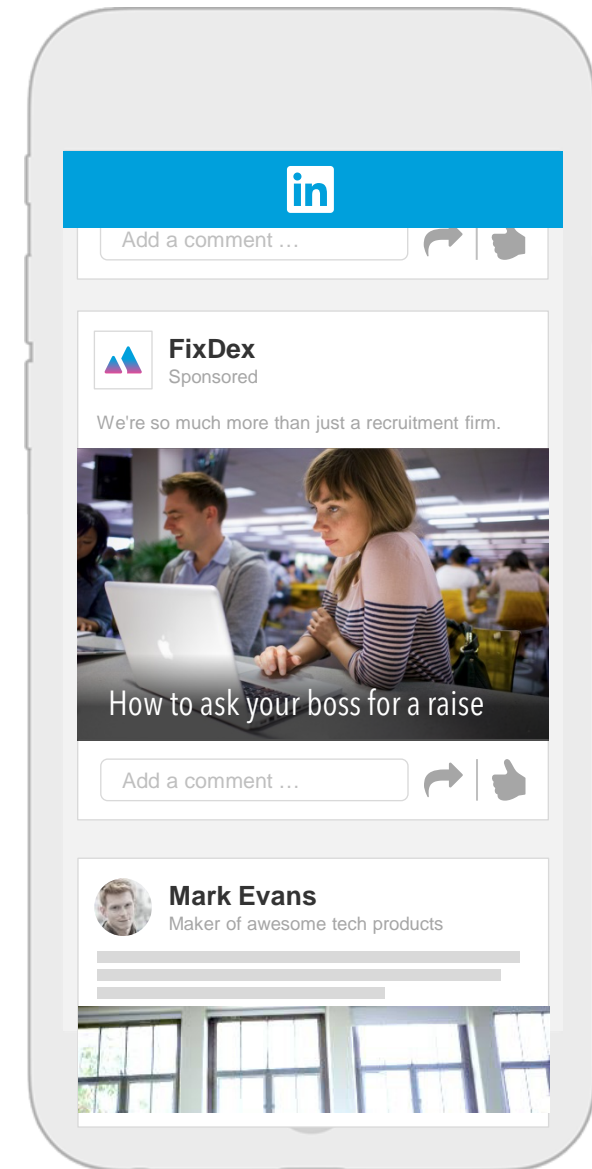 in
Add a comment …
FixDex
Sponsored
We're so much more than just a recruitment firm.
How to ask your boss for a raise
Add a comment …
Mark Evans
Maker of awesome tech products